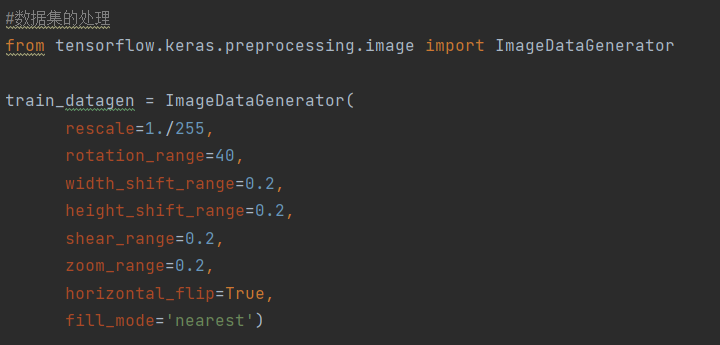 #数据集的处理
from tensorflow.keras.preprocessing.image import ImageDataGenerator
train_datagen = ImageDataGenerator(
rescale=1./255,
rotation_range=40,
width_shift_range=0.2,
height_shift_range=0.2,
shear_range=0.2,
zoom_range=0.2,
horizontal_flip=True,
fill_mode='nearest')